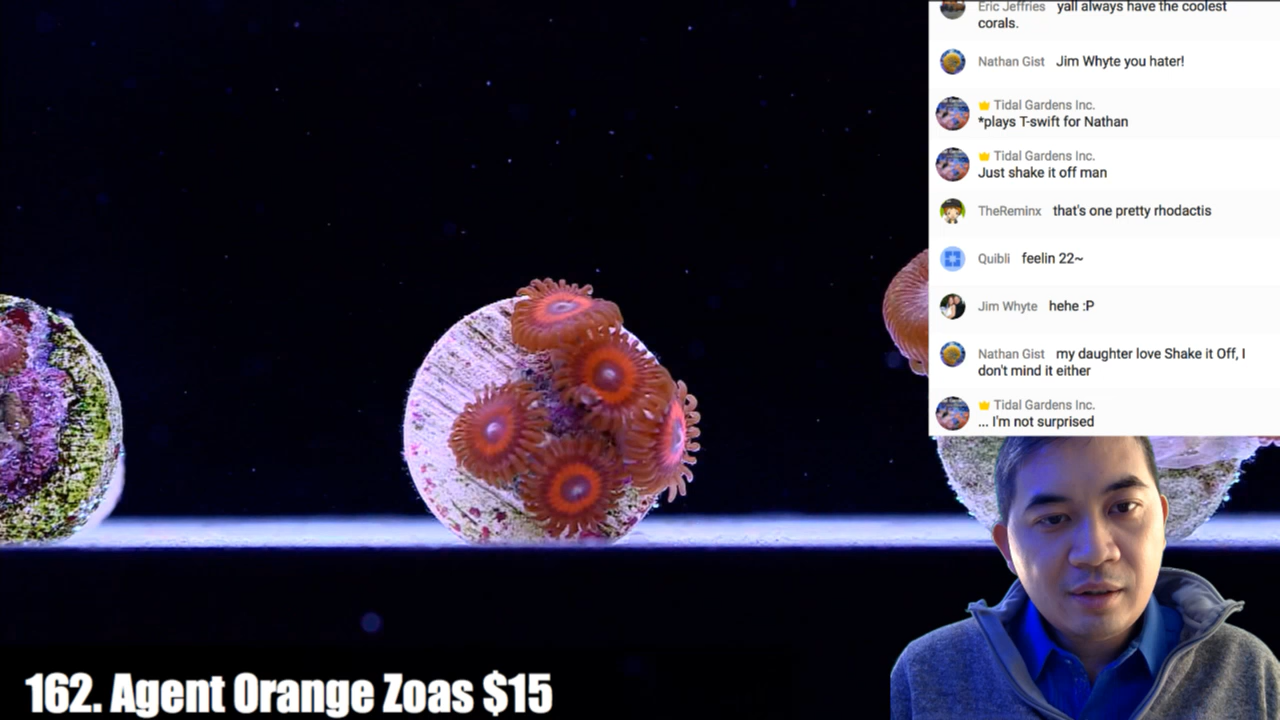 Eric Jeffries yall always have the coolest
corals.
Nathan Gist Jim Whyte you hater!
Tidal Gardens Inc.
*plays T-swift for Nathan
Tidal Gardens Inc.
Just shake it off man
TheReminx that's one pretty rhodactis
Quibli feelin 22~
Jim Whyte hehe :P
Nathan Gist my daughter love Shake it Off, I
don't mind it either
Tidal Gardens Inc.
... I'm not surprised
162. Agent Orange Zoas $15